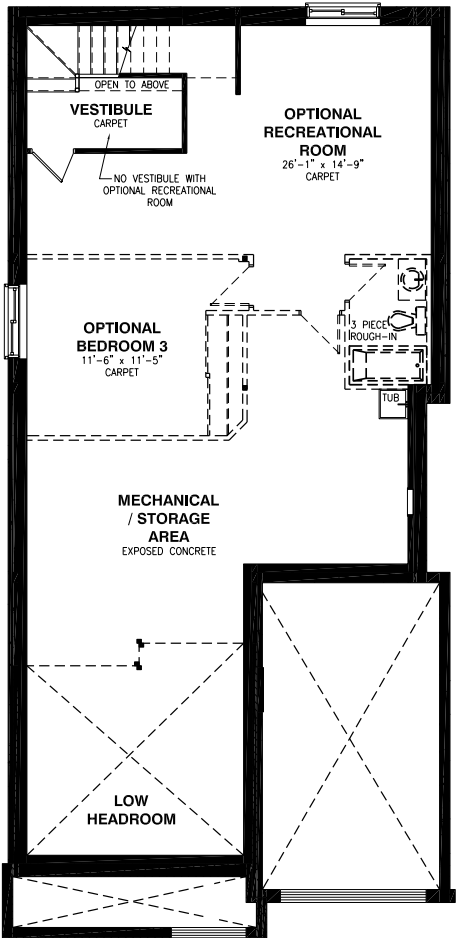 OPEN TO ABOVE
VESTIBULE
CARPET
NO VESTIBULE WITH
OPTIONAL RECREATIONAL
ROOM
OPTIONAL
RECREATIONAL
ROOM
26'-1" x 14'-9"
CARPET
OPTIONAL
BEDROOM 3
11'-6" x 11'-5"
CARPET
3 PIECE
ROUGH-IN
TUB
MECHANICAL
/ STORAGE
AREA
EXPOSED CONCRETE
LOW
HEADROOM